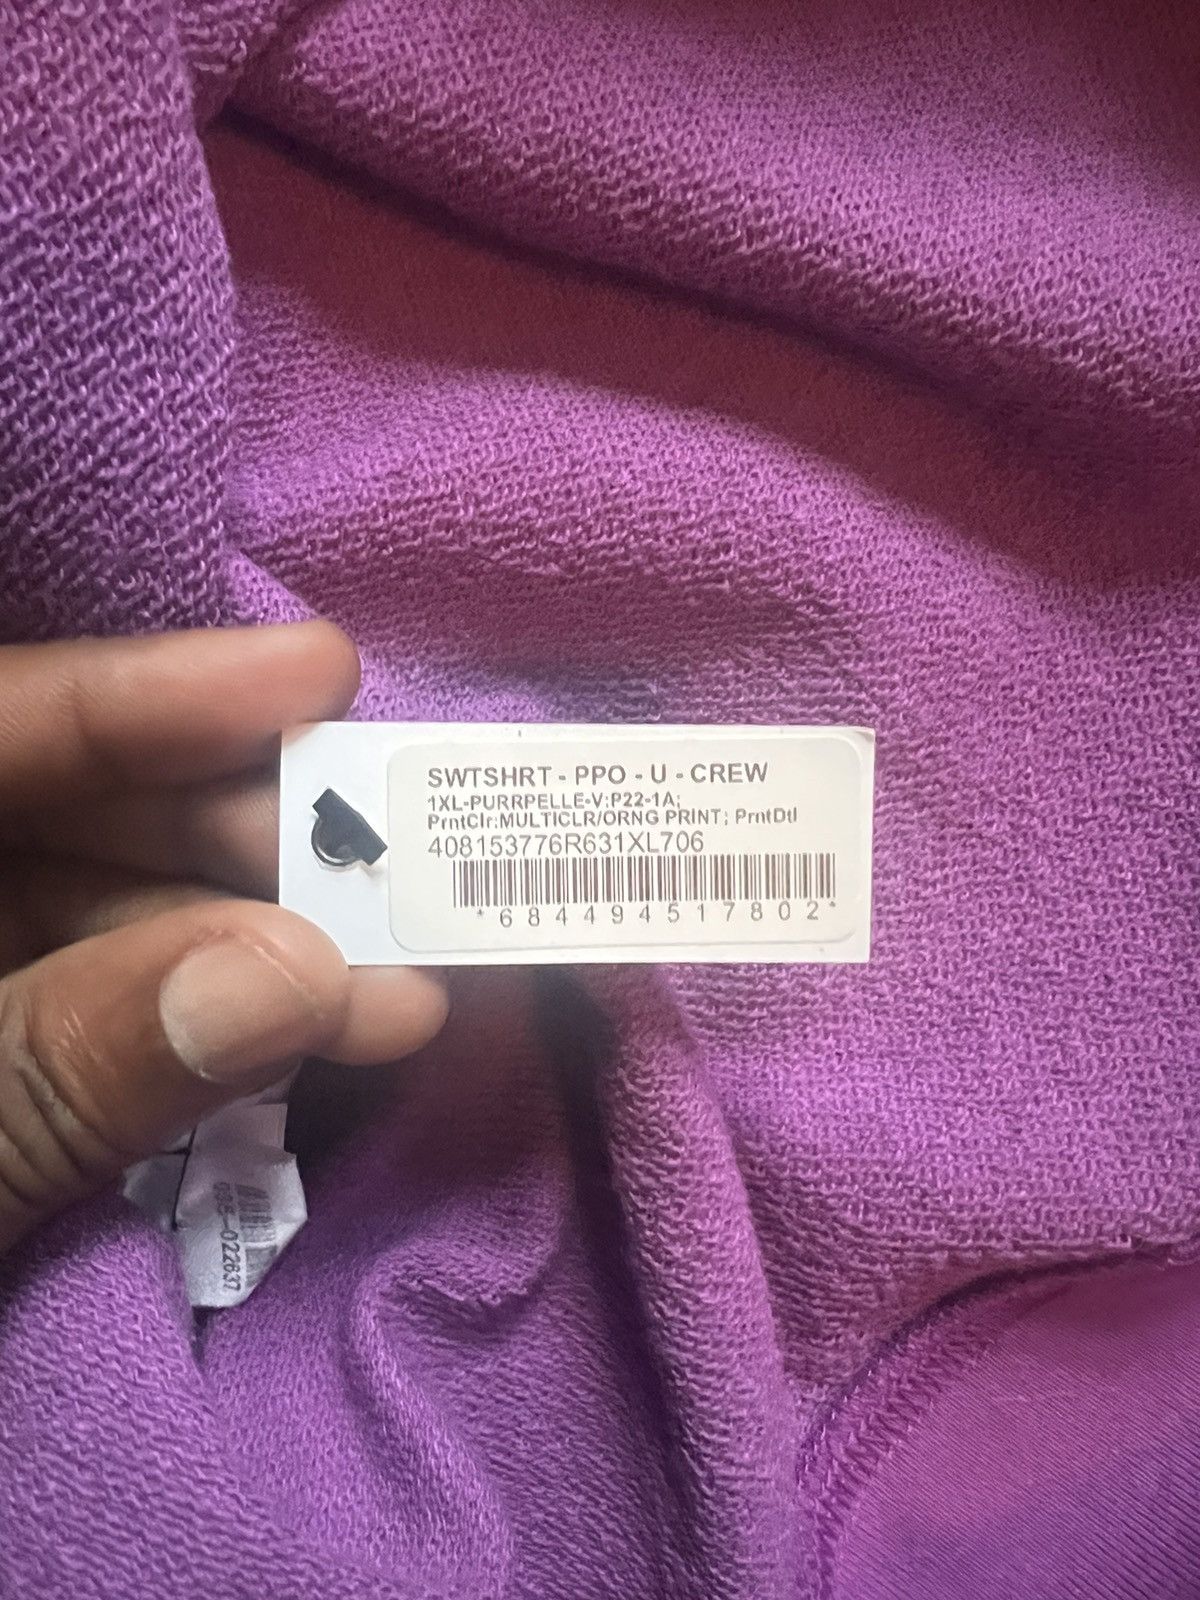 SWTSHRT - PPO - U - CREW
1XL-PURRPELLE-V:P22-1A;
PrntClr:MULTICLR/ORNG PRINT; PrntDtl
408153776R631XL706
*684494517802*